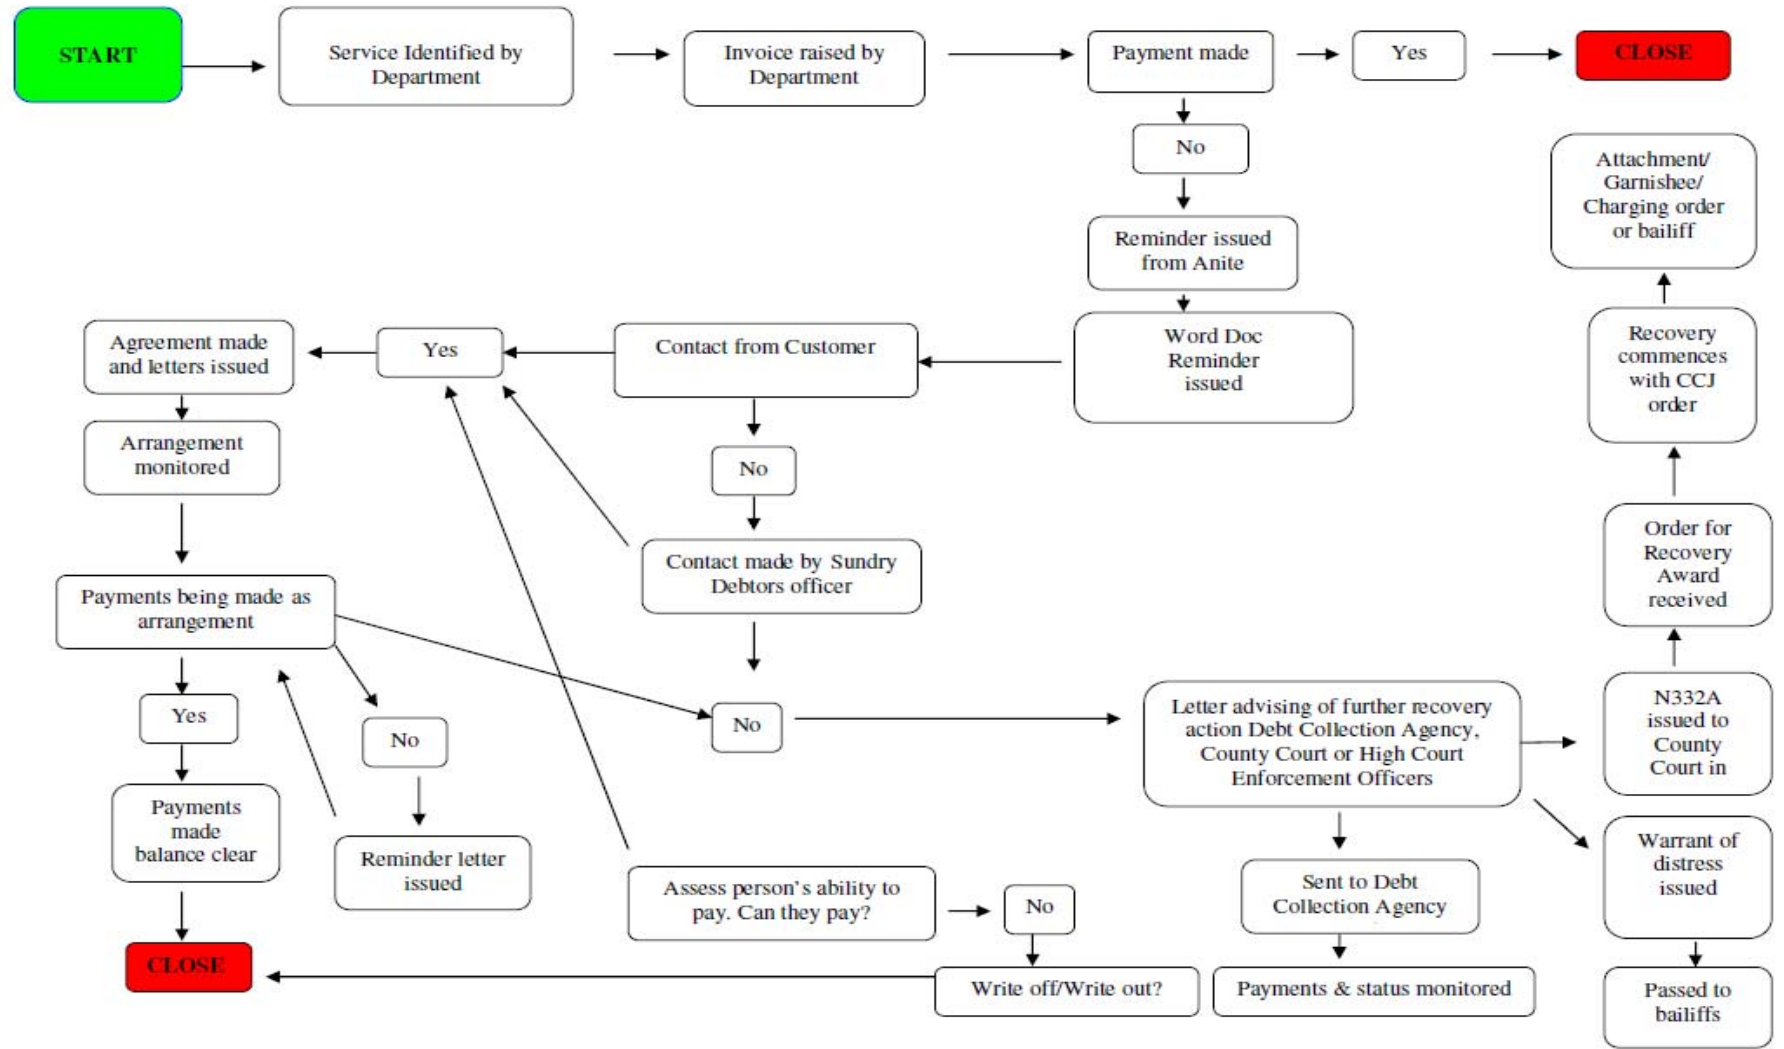 START
Service Identified by
Department
Invoice raised by
Department
Payment made
Yes
CLOSE
No
Reminder issued
from Anite
Word Doc
Reminder
issued
Contact from Customer
Yes
Agreement made
and letters issued
Arrangement
monitored
No
Contact made by Sundry
Debtors officer
Payments being made as
arrangement
Yes
No
No
Payments
made
balance clear
Reminder letter
issued
CLOSE
Assess person's ability to
pay. Can they pay?
No
Write off/Write out?
Letter advising of further recovery
action Debt Collection Agency,
County Court or High Court
Enforcement Officers
Sent to Debt
Collection Agency
Payments & status monitored
Attachment/
Garnishee/
Charging order
or bailiff
Recovery
commences
with CCJ
order
Order for
Recovery
Award
received
N332A
issued to
County
Court in
Warrant of
distress
issued
Passed to
bailiffs